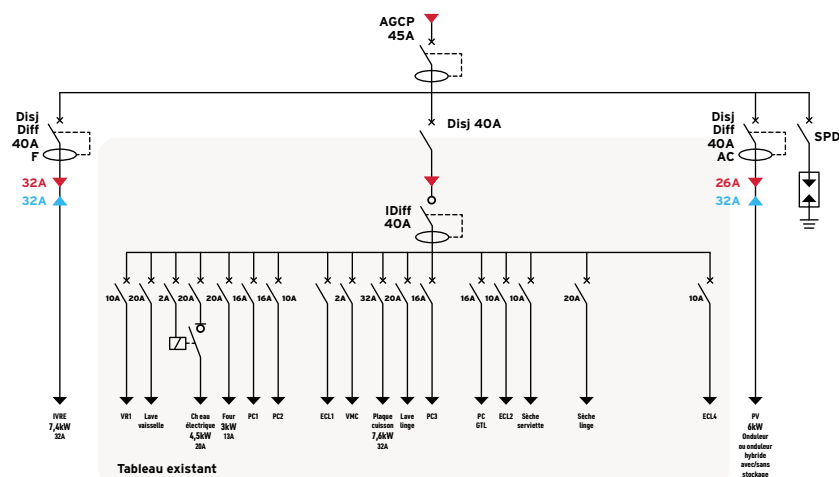 AGCP
45A
Disj
Diff
40A
F
32A
32A
Disj 40A
Disj
Diff
40A
AC
26A
32A
SPD
IDiff
40A
10A
20A
2A
20A
20A
16A
16A
10A
2A
32A
20A
16A
16A
10A
10A
20A
10A
IVRE
7,4kW
32A
VR1
Lave
vaisselle
Ch eau
électrique
4,5kW
20A
Four
3kW
13A
PC1
PC2
ECL1
VMC
Plaque
cuisson
7,6kW
32A
Lave
linge
PC3
PC
GTL
ECL2
Sèche
serviette
Sèche
linge
ECL4
PV
6kW
Onduleur
ou onduleur
hybride
avec/sans
stockage
Tableau existant